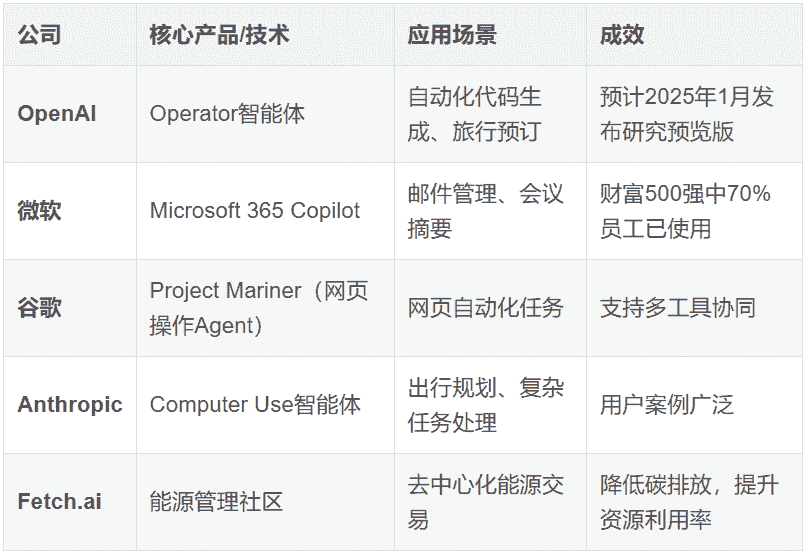 公司 核心产品/技术 应用场景 成效
OpenAI Operator智能体 自动化代码生
成、旅行预订 预计2025年1月发
布研究预览版
微软 Microsoft 365 Copilot 邮件管理、会议
摘要 财富500强中70%
员工已使用
谷歌 Project Mariner（网页
操作Agent） 网页自动化任务 支持多工具协同
Anthropic Computer Use智能体 出行规划、复杂
任务处理 用户案例广泛
Fetch.ai 能源管理社区 去中心化能源交
易 降低碳排放，提升
资源利用率